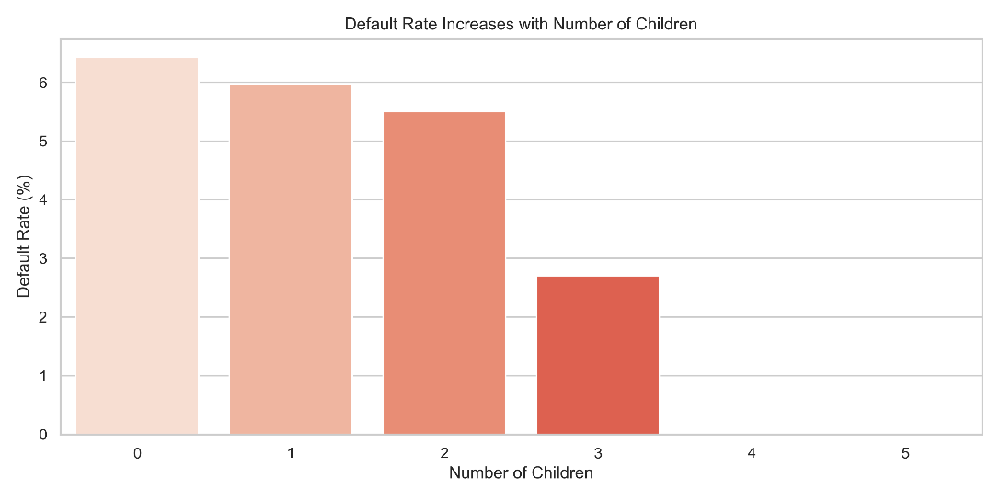 Default Rate Increases with Number of Children
Default Rate (%)
6
5
4
3
2
1
0
0 1 2 3 4 5
Number of Children